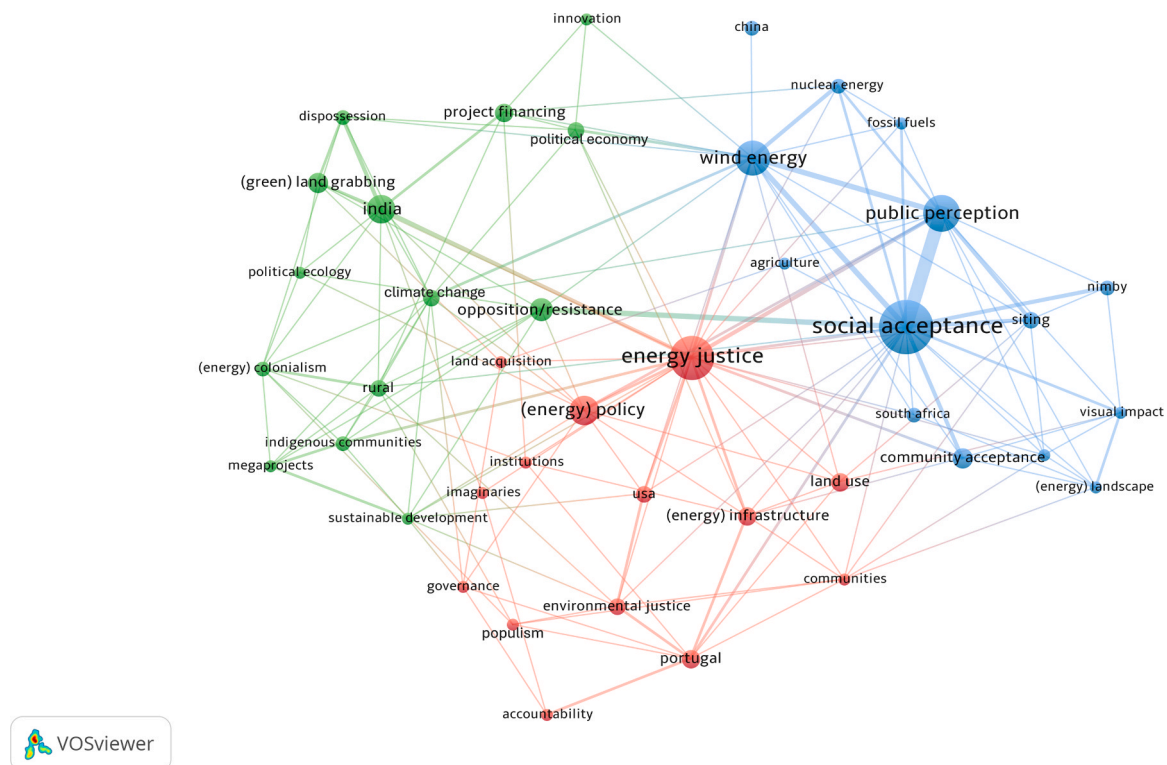 innovation
china
nuclear energy
dispossession
project financing
fossil fuels
political economy
wind energy
(green) land grabbing
india
public perception
political ecology
agriculture
climate change
nimby
opposition/resistance
siting
social acceptance
energy justice
land acquisition
(energy) colonialism
rural
(energy) policy
south africa
visual impact
indigenous communities
community acceptance
megaprojects
institutions
land use
(energy) landscape
imaginaries
usa
sustainable development
(energy) infrastructure
governance
communities
environmental justice
populism
portugal
accountability
VOSviewer